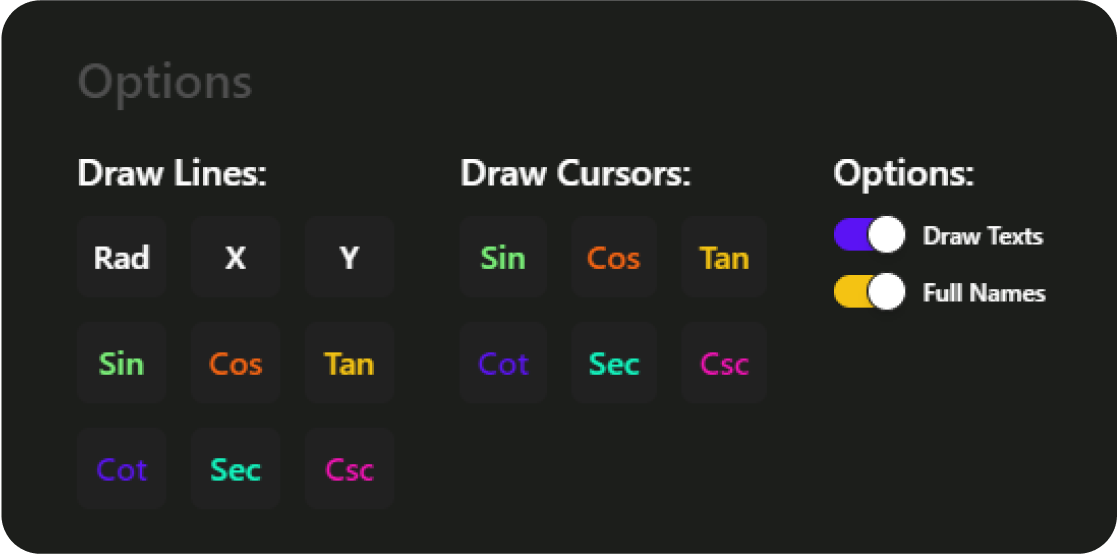 Options
Draw Lines:
Rad X Y
Sin Cos Tan
Cot Sec Csc
Draw Cursors:
Sin Cos Tan
Cot Sec Csc
Options:
Draw Texts
Full Names